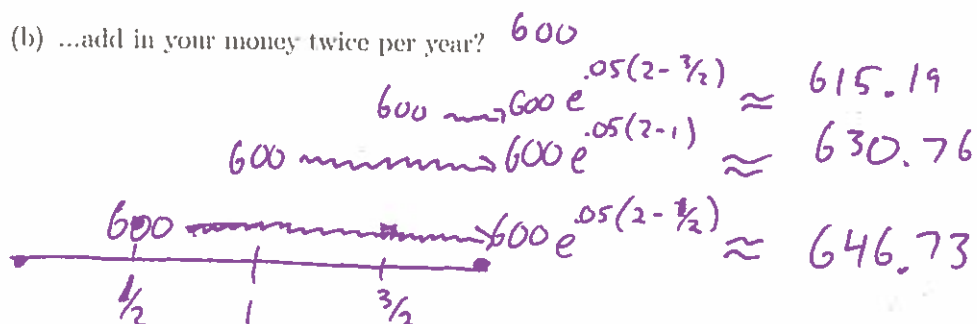 (b) ...add in your money twice per year? 600
600 → 600 e^.05(2-3/2) ≈ 615.19
600 → 600 e^.05(2-1) ≈ 630.76
600 → 600 e^.05(2-1/2) ≈ 646.73
1/2 1 3/2